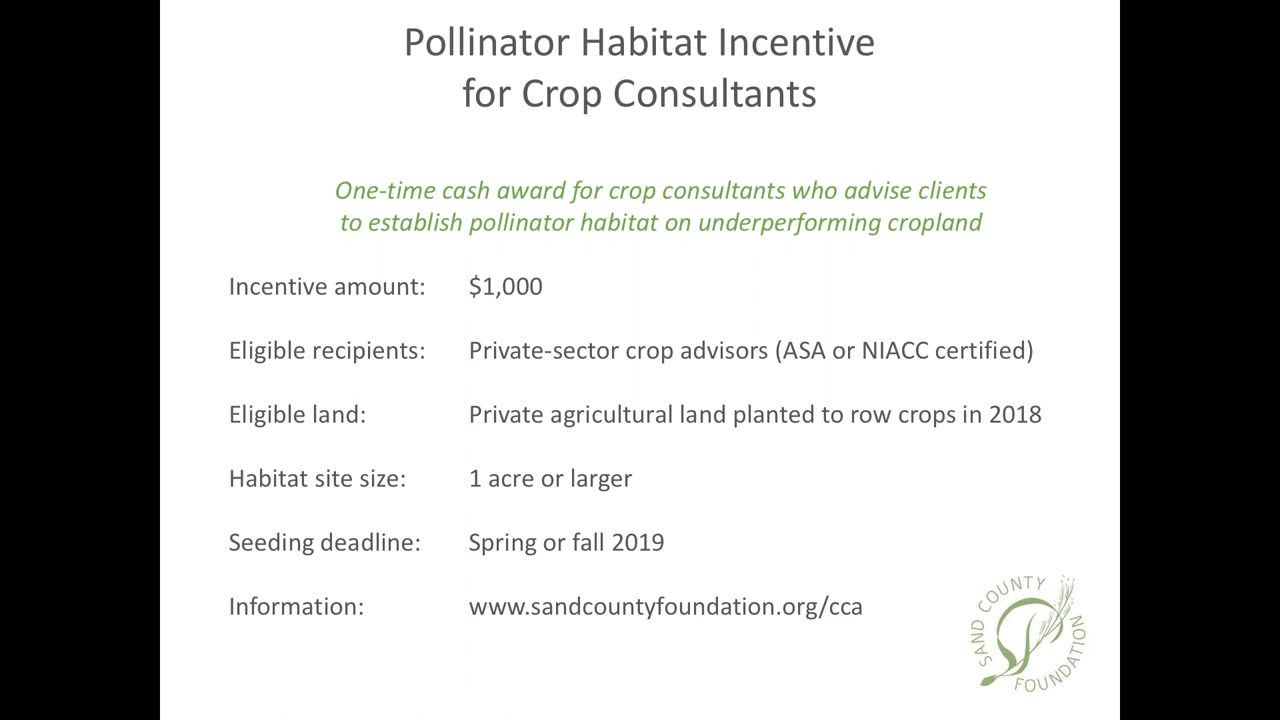 Pollinator Habitat Incentive
for Crop Consultants
One-time cash award for crop consultants who advise clients
to establish pollinator habitat on underperforming cropland
Incentive amount: $1,000
Eligible recipients: Private-sector crop advisors (ASA or NIACC certified)
Eligible land: Private agricultural land planted to row crops in 2018
Habitat site size: 1 acre or larger
Seeding deadline: Spring or fall 2019
Information: www.sandcountyfoundation.org/cca
SAND COUNTY FOUNDATION